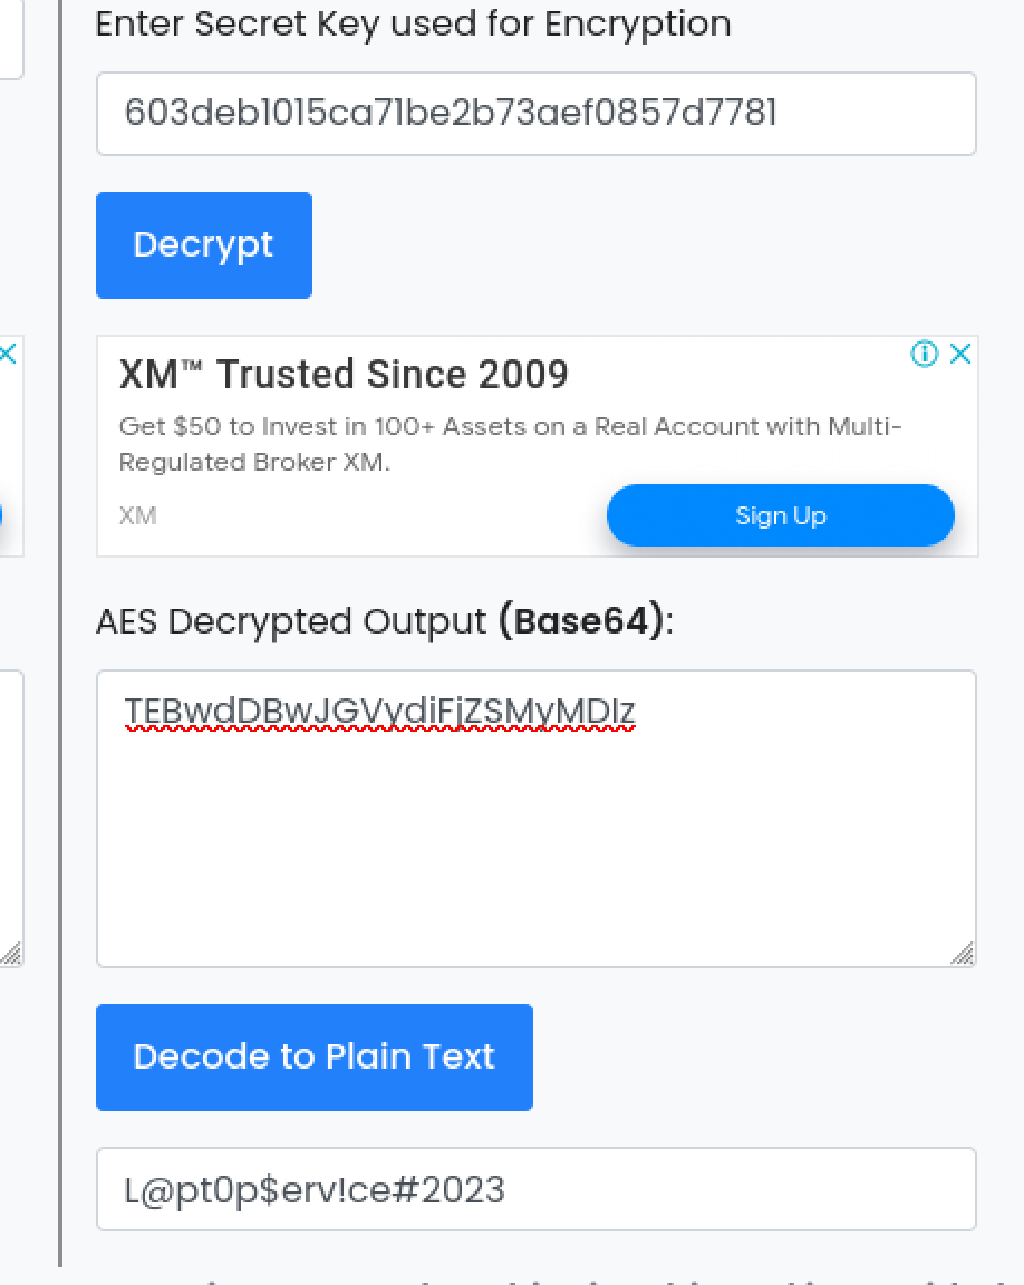 Enter Secret Key used for Encryption
603deb1015ca71be2b73aef0857d7781
Decrypt
XM™ Trusted Since 2009
Get $50 to Invest in 100+ Assets on a Real Account with Multi-
Regulated Broker XM.
XM
Sign Up
AES Decrypted Output (Base64):
TEBwdDBwJGVydiFjZSMyMDIz
Decode to Plain Text
L@pt0p$erv!ce#2023